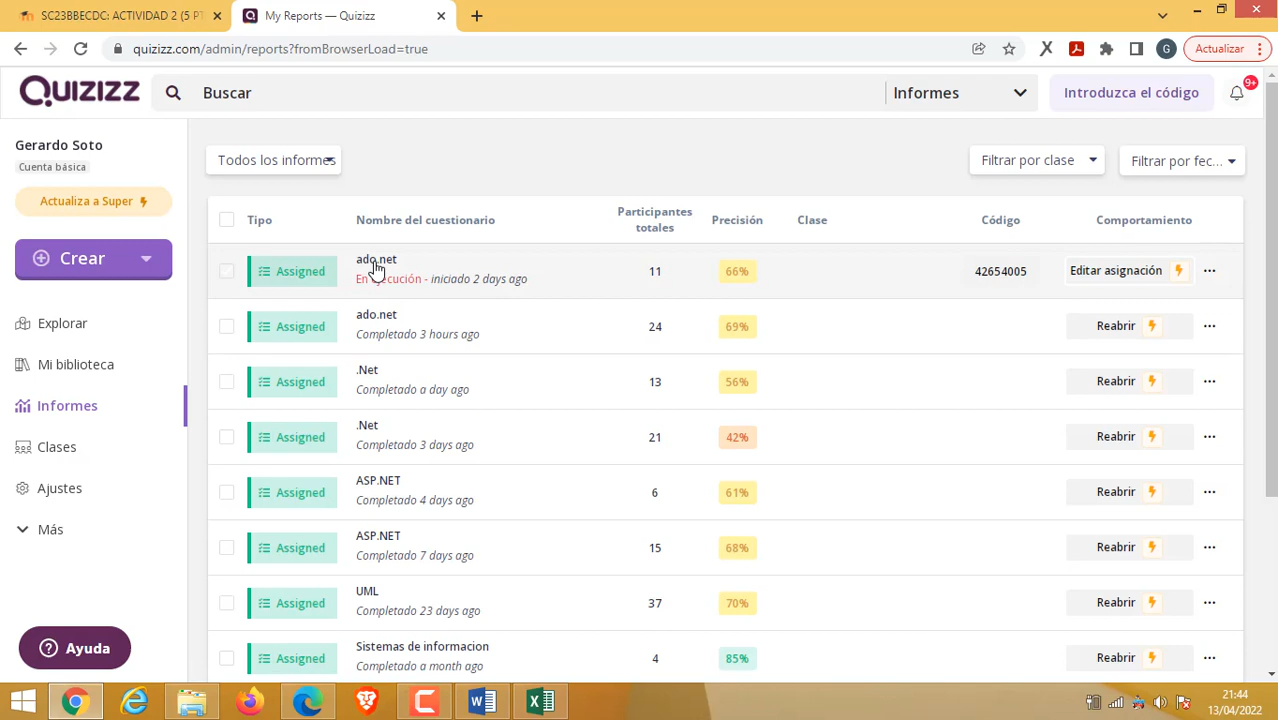 SC23BBECDC: ACTIVIDAD 2 (5 PT
My Reports — Quizizz
quizizz.com/admin/reports?fromBrowserLoad=true
G
Actualizar
QUIZIZZ
Buscar
Informes
Introduzca el código
9+
Gerardo Soto
Cuenta básica
Actualiza a Super
Crear
Explorar
Mi biblioteca
Informes
Clases
Ajustes
Más
Ayuda
Todos los informes
Filtrar por clase
Filtrar por fec...
Tipo
Nombre del cuestionario
Participantes
totales
Precisión
Clase
Código
Comportamiento
Assigned
ado.net
En ejecución - iniciado 2 days ago
11
66%
42654005
Editar asignación
Assigned
ado.net
Completado 3 hours ago
24
69%
Reabrir
Assigned
.Net
Completado a day ago
13
56%
Reabrir
Assigned
.Net
Completado 3 days ago
21
42%
Reabrir
Assigned
ASP.NET
Completado 4 days ago
6
61%
Reabrir
Assigned
ASP.NET
Completado 7 days ago
15
68%
Reabrir
Assigned
UML
Completado 23 days ago
37
70%
Reabrir
Assigned
Sistemas de informacion
Completado a month ago
4
85%
Reabrir
21:44
13/04/2022